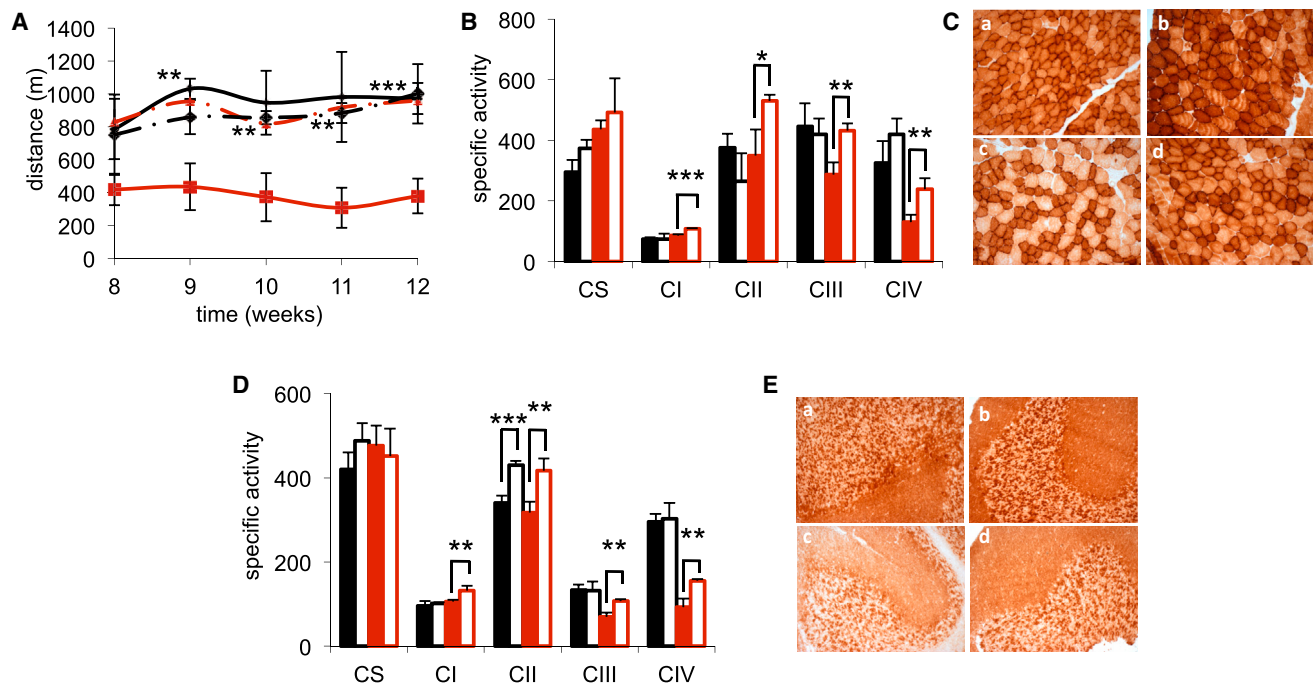 A
distance (m)
1400
1200
1000
800
600
400
200
0
** *** ** **
8 9 10 11 12
time (weeks)
B
specific activity
800
600
400
200
0
*** * ** **
CS CI CII CIII CIV
C
a b
c d
D
specific activity
600
400
200
0
** *** ** ** **
CS CI CII CIII CIV
E
a b
c d